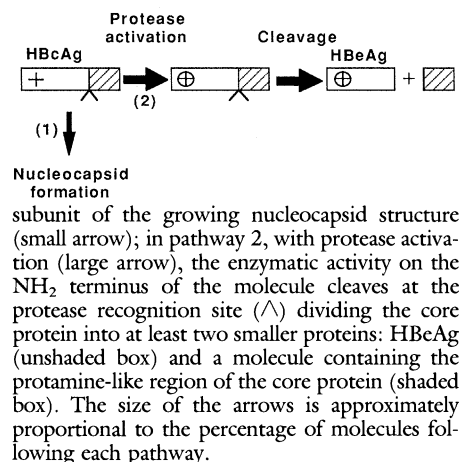 Protease
activation
Cleavage
HBcAg
HBeAg
+
⊕
⊕
+
(2)
(1)
Nucleocapsid
formation
subunit of the growing nucleocapsid structure
(small arrow); in pathway 2, with protease activa-
tion (large arrow), the enzymatic activity on the
NH₂ terminus of the molecule cleaves at the
protease recognition site (∧) dividing the core
protein into at least two smaller proteins: HBeAg
(unshaded box) and a molecule containing the
protamine-like region of the core protein (shaded
box). The size of the arrows is approximately
proportional to the percentage of molecules fol-
lowing each pathway.